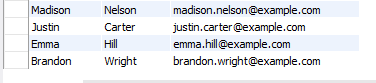 Madison Nelson madison.nelson@example.com
Justin Carter justin.carter@example.com
Emma Hill emma.hill@example.com
Brandon Wright brandon.wright@example.com